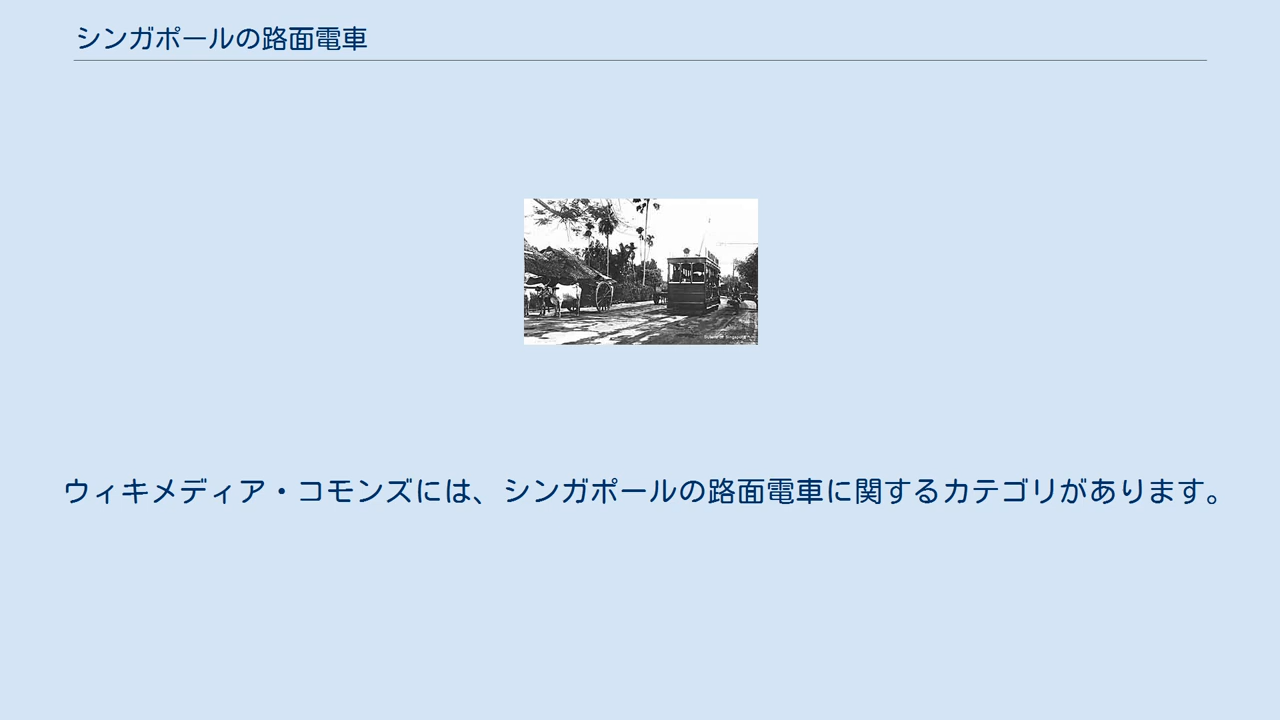 シンガポールの路面電車
ウィキメディア・コモンズには、シンガポールの路面電車に関するカテゴリがあります。